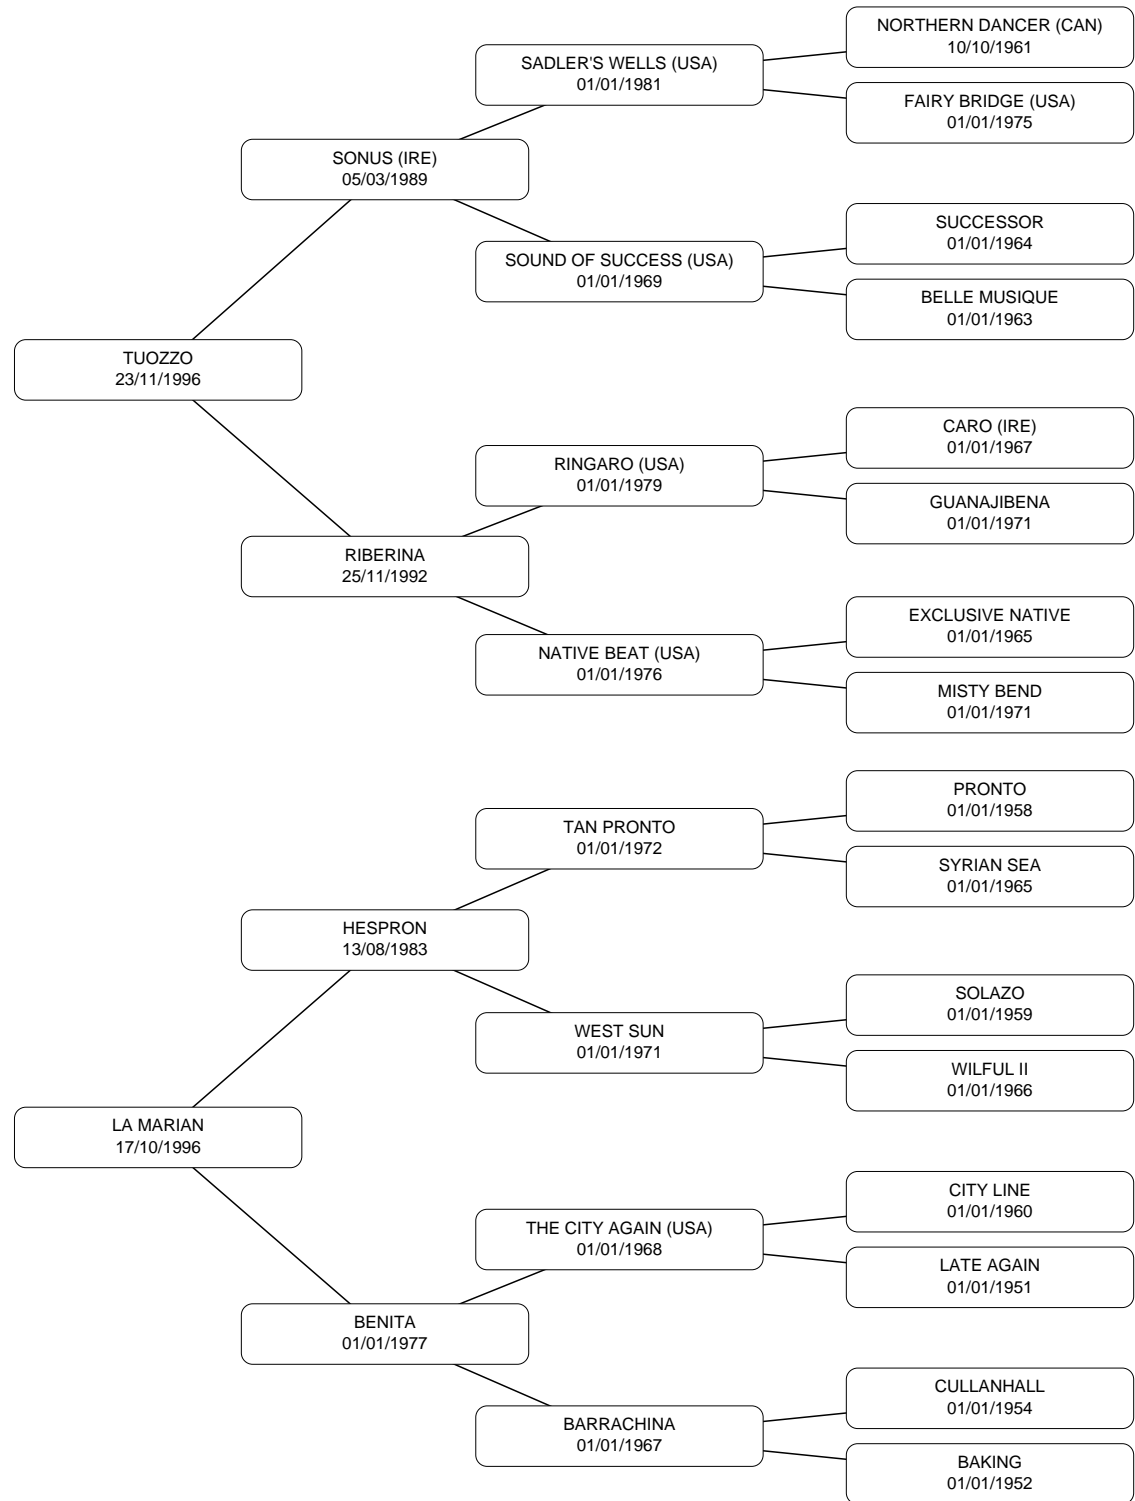 NORTHERN DANCER (CAN)
10/10/1961
SADLER'S WELLS (USA)
01/01/1981
FAIRY BRIDGE (USA)
01/01/1975
SONUS (IRE)
05/03/1989
SUCCESSOR
01/01/1964
SOUND OF SUCCESS (USA)
01/01/1969
BELLE MUSIQUE
01/01/1963
TUOZZO
23/11/1996
CARO (IRE)
01/01/1967
RINGARO (USA)
01/01/1979
GUANAJIBENA
01/01/1971
RIBERINA
25/11/1992
EXCLUSIVE NATIVE
01/01/1965
NATIVE BEAT (USA)
01/01/1976
MISTY BEND
01/01/1971
PRONTO
01/01/1958
TAN PRONTO
01/01/1972
SYRIAN SEA
01/01/1965
HESPRON
13/08/1983
SOLAZO
01/01/1959
WEST SUN
01/01/1971
WILFUL II
01/01/1966
LA MARIAN
17/10/1996
CITY LINE
01/01/1960
THE CITY AGAIN (USA)
01/01/1968
LATE AGAIN
01/01/1951
BENITA
01/01/1977
CULLANHALL
01/01/1954
BARRACHINA
01/01/1967
BAKING
01/01/1952